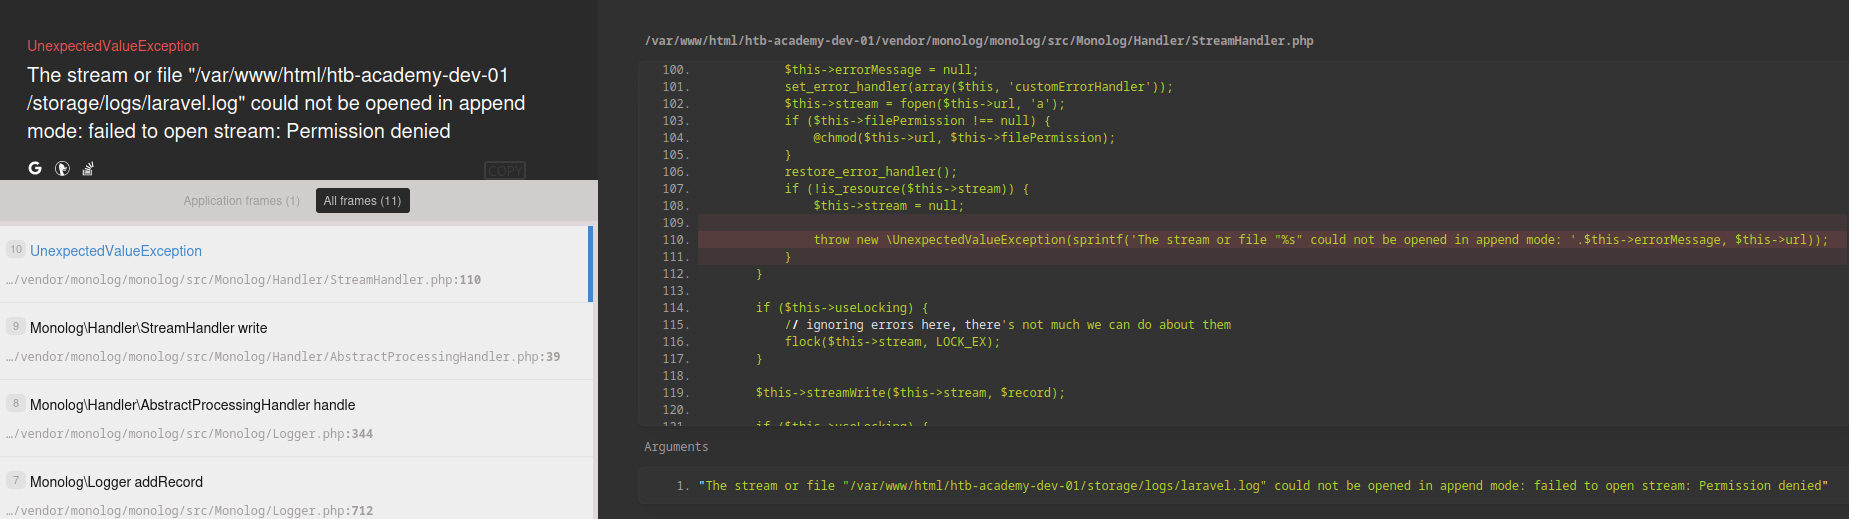 UnexpectedValueException
The stream or file "/var/www/html/htb-academy-dev-01
/storage/logs/laravel.log" could not be opened in append
mode: failed to open stream: Permission denied
COPY
Application frames (1)
All frames (11)
10 UnexpectedValueException
…/vendor/monolog/monolog/src/Monolog/Handler/StreamHandler.php:110
9 Monolog\Handler\StreamHandler write
…/vendor/monolog/monolog/src/Monolog/Handler/AbstractProcessingHandler.php:39
8 Monolog\Handler\AbstractProcessingHandler handle
…/vendor/monolog/monolog/src/Monolog/Logger.php:344
7 Monolog\Logger addRecord
…/vendor/monolog/monolog/src/Monolog/Logger.php:712
/var/www/html/htb-academy-dev-01/vendor/monolog/monolog/src/Monolog/Handler/StreamHandler.php
100. $this->errorMessage = null;
101. set_error_handler(array($this, 'customErrorHandler'));
102. $this->stream = fopen($this->url, 'a');
103. if ($this->filePermission !== null) {
104. @chmod($this->url, $this->filePermission);
105. }
106. restore_error_handler();
107. if (!is_resource($this->stream)) {
108. $this->stream = null;
109.
110. throw new \UnexpectedValueException(sprintf('The stream or file "%s" could not be opened in append mode: '.$this->errorMessage, $this->url));
111. }
112. }
113.
114. if ($this->useLocking) {
115. // ignoring errors here, there's not much we can do about them
116. flock($this->stream, LOCK_EX);
117. }
118.
119. $this->streamWrite($this->stream, $record);
120.
121. if ($this->useLocking) {
Arguments
1. "The stream or file "/var/www/html/htb-academy-dev-01/storage/logs/laravel.log" could not be opened in append mode: failed to open stream: Permission denied"